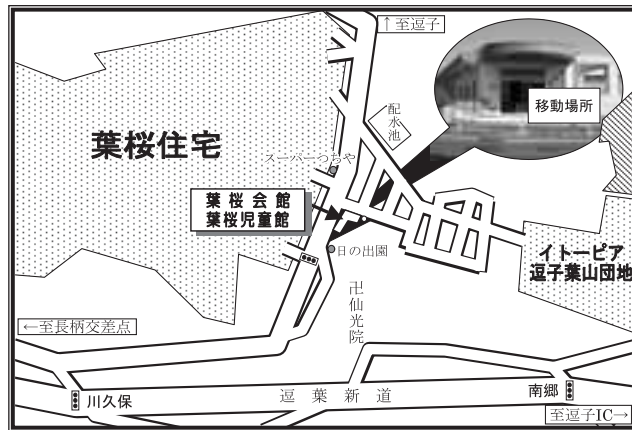 ↑至逗子
配水池
移動場所
葉桜住宅
スーパーつちや
葉桜会館
葉桜児童館
日の出園
イトーピア
逗子葉山団地
卍仙光院
←至長柄交差点
川久保
逗葉新道
南郷
至逗子IC→